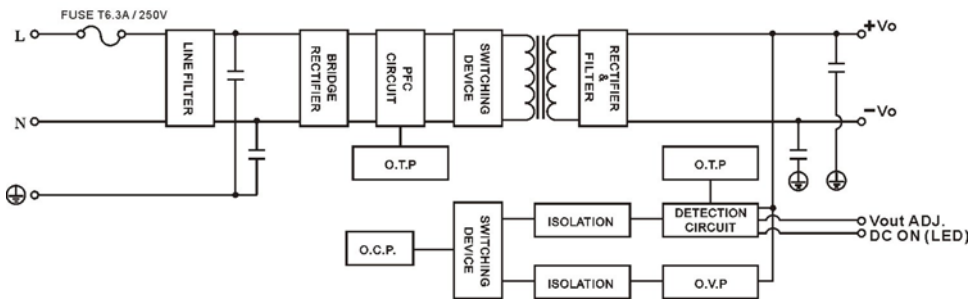 FUSE T6.3A / 250V
L
N
LINE FILTER
BRIDGE
RECTIFIER
PFC
CIRCUIT
O.T.P
SWITCHING
DEVICE
RECTIFIER
&
FILTER
+Vo
−Vo
O.T.P
O.C.P.
SWITCHING
DEVICE
ISOLATION
DETECTION
CIRCUIT
Vout ADJ.
DC ON (LED)
ISOLATION
O.V.P